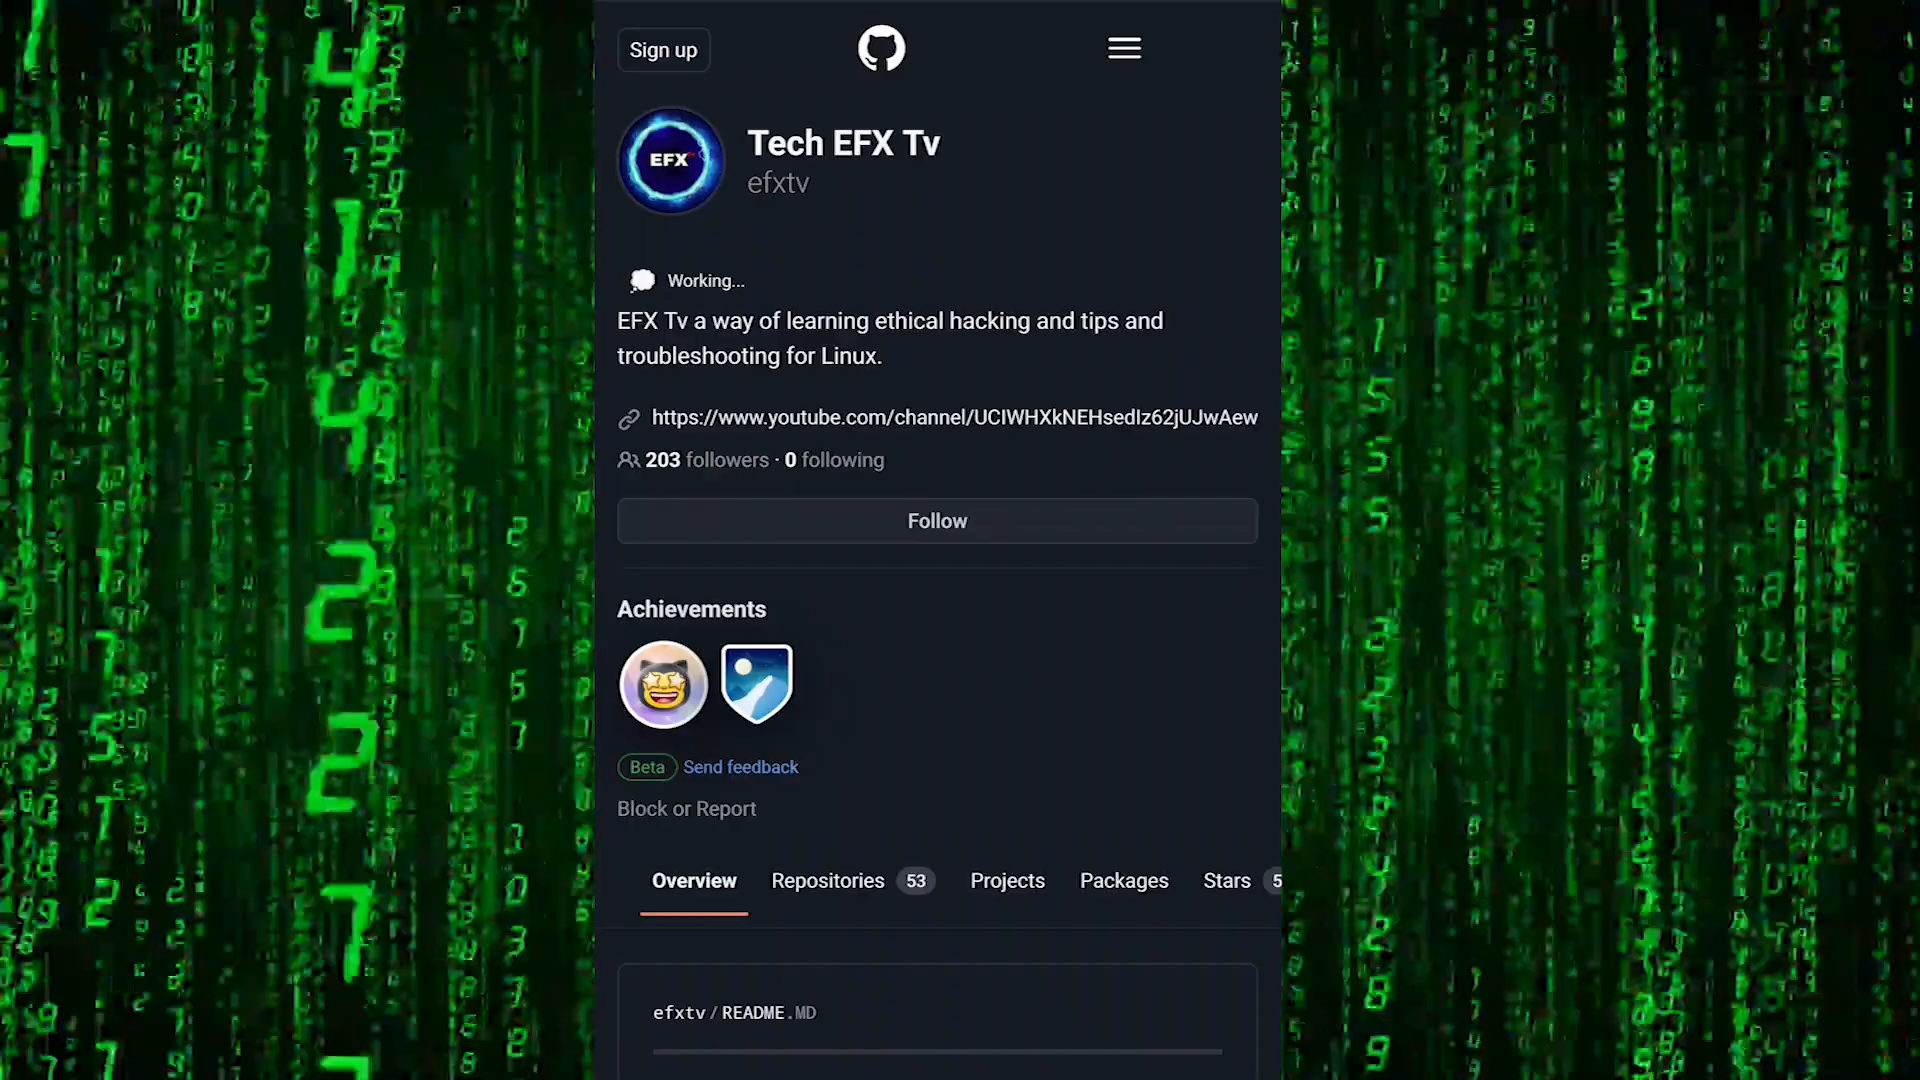 Sign up
EFX
Tech EFX Tv
efxtv
Working...
EFX Tv a way of learning ethical hacking and tips and
troubleshooting for Linux.
https://www.youtube.com/channel/UCIWHXkNEHsedIz62jUJwAew
203 followers · 0 following
Follow
Achievements
Beta Send feedback
Block or Report
Overview Repositories 53 Projects Packages Stars 5
efxtv / README.MD